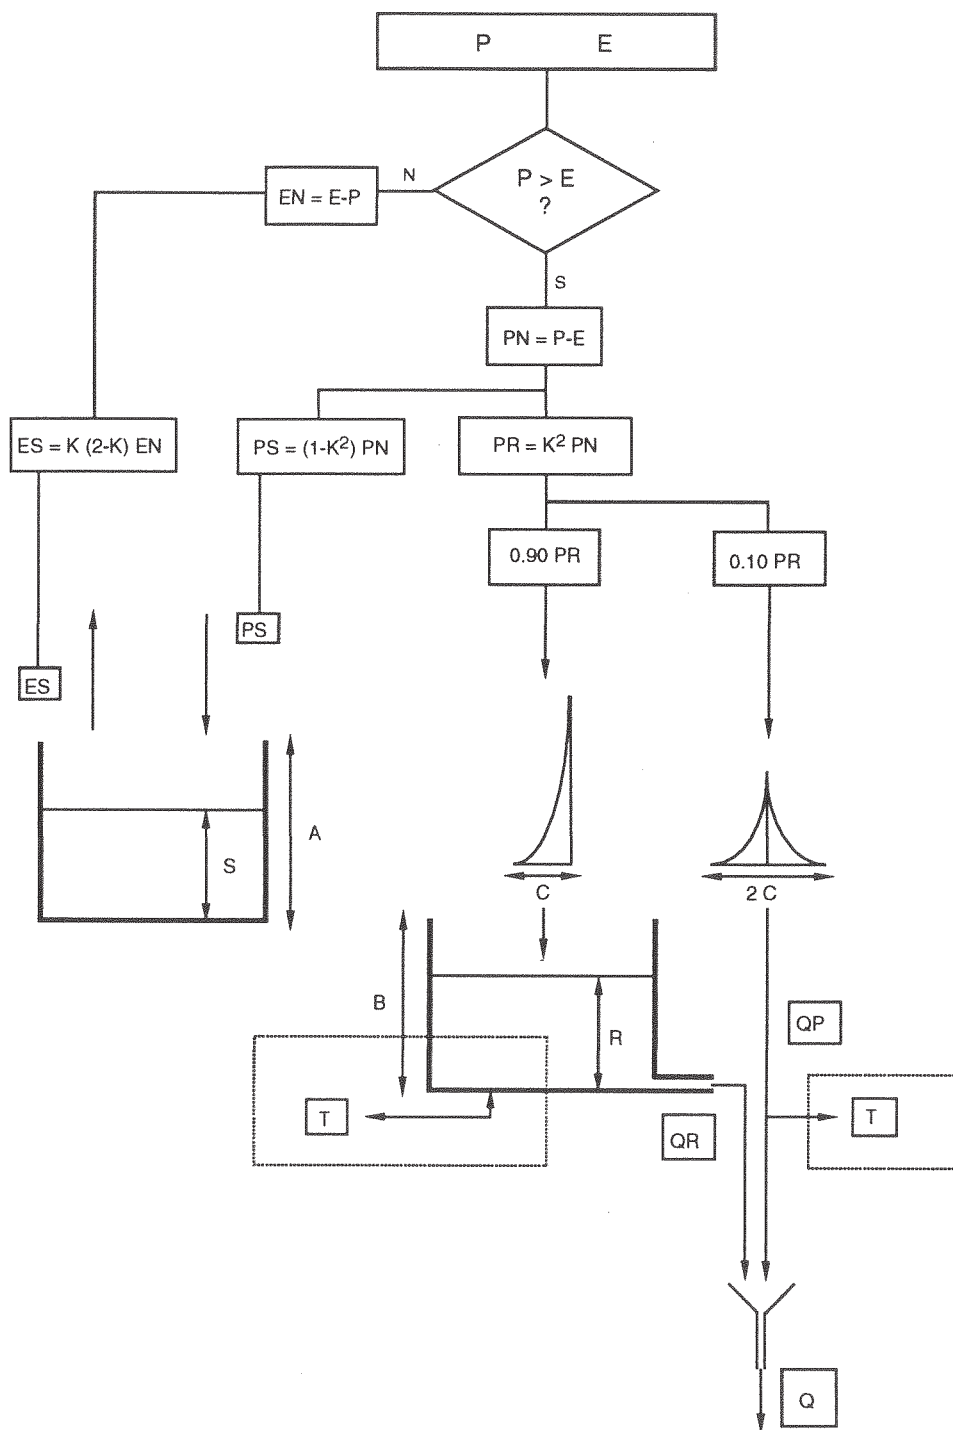 P E
P > E
?
N
EN = E-P
S
PN = P-E
ES = K (2-K) EN
PS = (1-K²) PN
PR = K² PN
0.90 PR
0.10 PR
PS
ES
A
S
C
2 C
B
R
QP
T
T
QR
Q